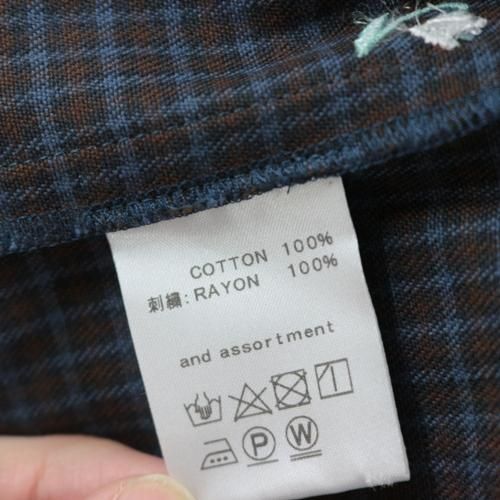 COTTON 100%
刺繍:RAYON 100%
and assortment
P W